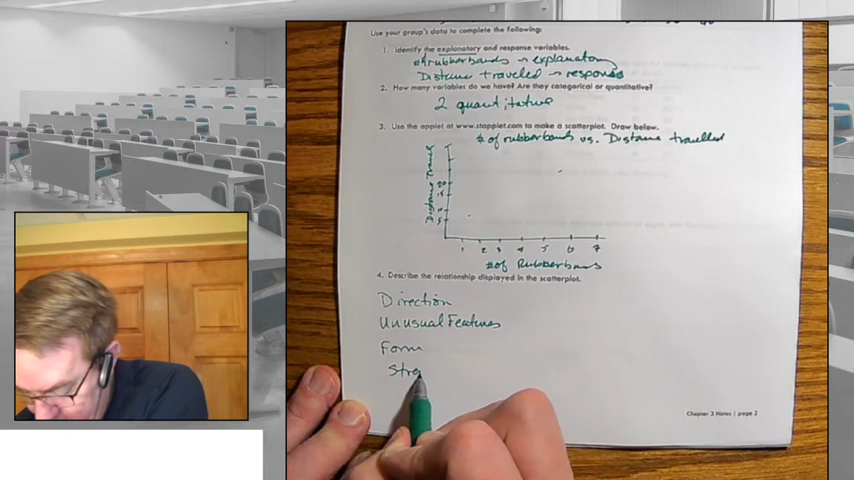 Use your group's data to complete the following:
1. Identify the explanatory and response variables.
# rubberbands → explanatory
Distance traveled → response
2. How many variables do we have? Are they categorical or quantitative?
2 quantitative
3. Use the applet at www.stapplet.com to make a scatterplot. Draw below.
# of rubberbands vs. Distance travelled
Distance
20
15
5
1 2 3 4 5 6 7
# of Rubberbands
4. Describe the relationship displayed in the scatterplot.
Direction
Unusual Features
Form
Stre
Chapter 3 Notes | page 2